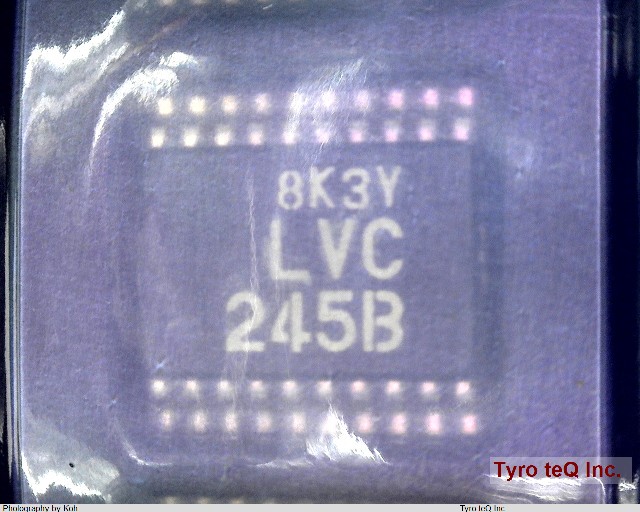 8K3Y
LVC
245B
Tyro teQ Inc.
Photography by Koh
Tyro teQ Inc